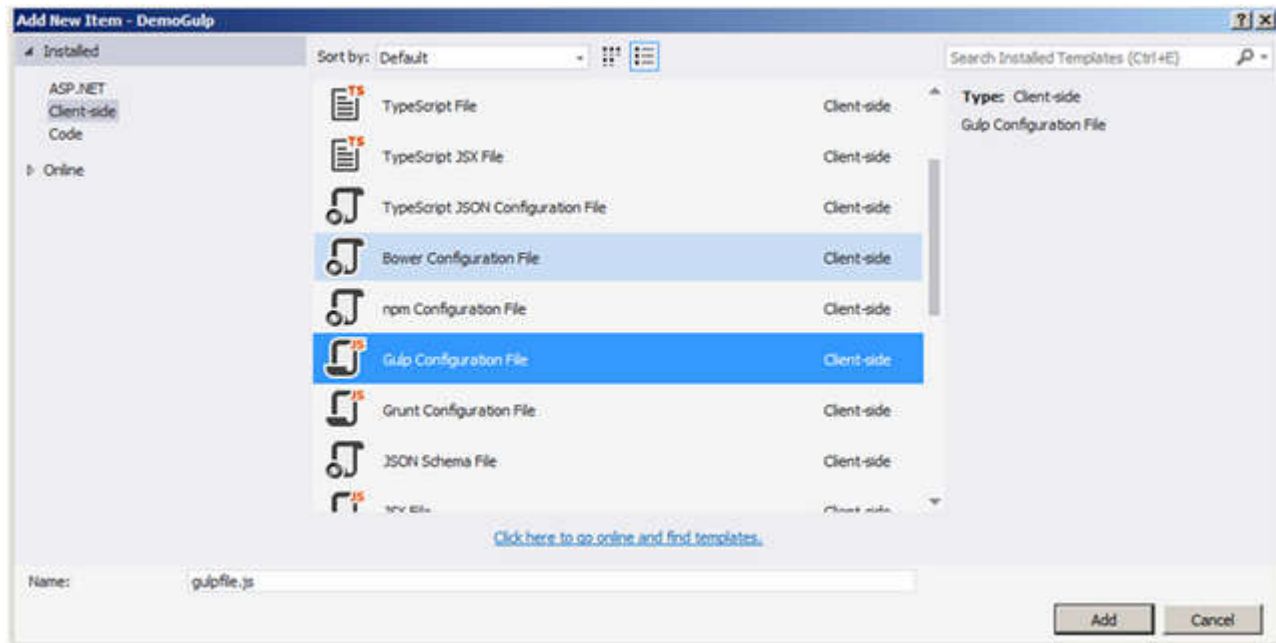 Add New Item - DemoGulp
Installed
Sort by: Default
Search Installed Templates (Ctrl+E)
ASP.NET
Client-side
Code
Online
TS
TypeScript File Client-side
TS
TypeScript JSX File Client-side
TypeScript JSON Configuration File Client-side
Bower Configuration File Client-side
npm Configuration File Client-side
JS
Gulp Configuration File Client-side
JS
Grunt Configuration File Client-side
JSON Schema File Client-side
JS
JSX File Client-side
Type: Client-side
Gulp Configuration File
Click here to go online and find templates.
Name: gulpfile.js
Add Cancel